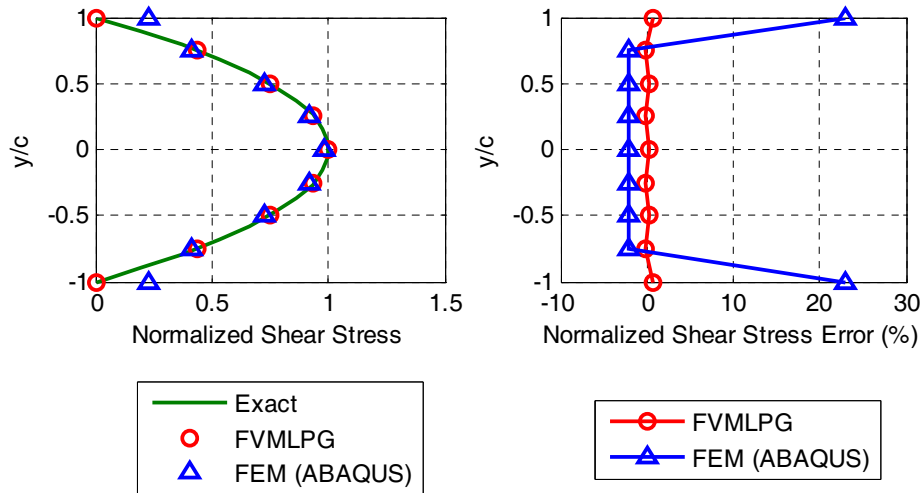 1
0.5
0
-0.5
-1
y/c
0
0.5
1
1.5
Normalized Shear Stress
Exact
FVMLPG
FEM (ABAQUS)
1
0.5
0
-0.5
-1
y/c
-10
0
10
20
30
Normalized Shear Stress Error (%)
FVMLPG
FEM (ABAQUS)